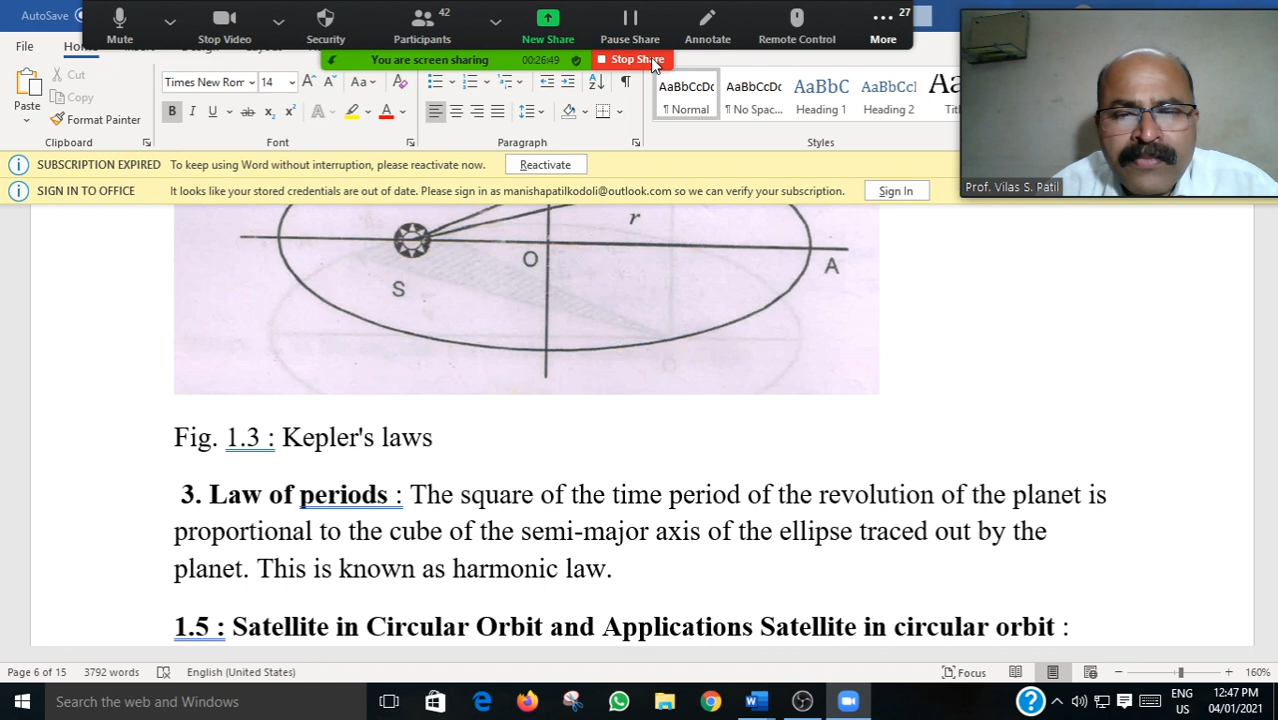 AutoSave
42
27
Mute
Stop Video
Security
Participants
New Share
Pause Share
Annotate
Remote Control
More
You are screen sharing
00:26:49
Stop Share
File
Times New Rom
14
Aa
AaBbCcDc
AaBbCcDc
AaBbC
AaBbCcI
Paste
Cut
Copy
Format Painter
B I U ab x₂ x² A A
¶ Normal
¶ No Spac...
Heading 1
Heading 2
Clipboard
Font
Paragraph
Styles
Prof. Vilas S. Patil
SUBSCRIPTION EXPIRED To keep using Word without interruption, please reactivate now. Reactivate
SIGN IN TO OFFICE It looks like your stored credentials are out of date. Please sign in as manishapatilkodoli@outlook.com so we can verify your subscription. Sign In
r
O
A
S
Fig. 1.3 : Kepler's laws
3. Law of periods : The square of the time period of the revolution of the planet is
proportional to the cube of the semi-major axis of the ellipse traced out by the
planet. This is known as harmonic law.
1.5 : Satellite in Circular Orbit and Applications Satellite in circular orbit :
Page 6 of 15 3792 words English (United States)
Focus
160%
Search the web and Windows
ENG
US
12:47 PM
04/01/2021